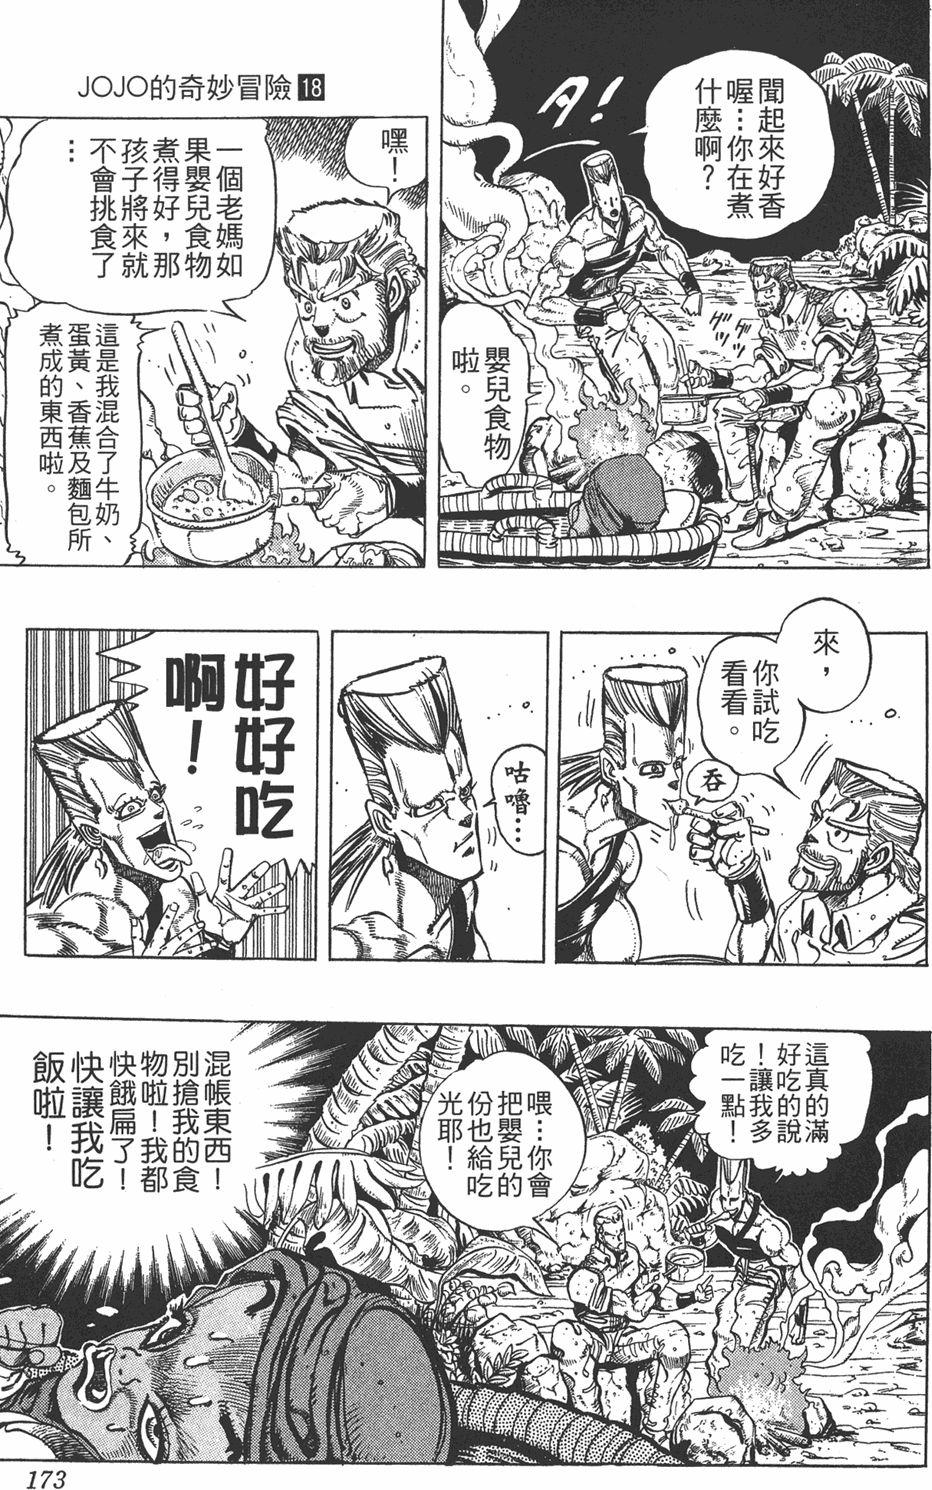 JOJO的奇妙冒險 18
聞起來好香
喔…你在煮
什麼啊？
嬰兒食物
啦。
嘿！
一個老媽如
果嬰兒食物
煮得好，那
孩子將來就
不會挑食了
…
這是我混合了牛奶、
蛋黃、香蕉及麵包所
煮成的東西啦。
來，
你試吃
看看。
吞
咕嚕…
好好吃
啊！
這真的滿
好吃的說
！讓我多
吃一點！
喂…你會
把嬰兒的
份也給吃
光耶！
混帳東西！
別搶我的食
物啦！我都
快餓扁了！
快讓我吃
飯啦！
173